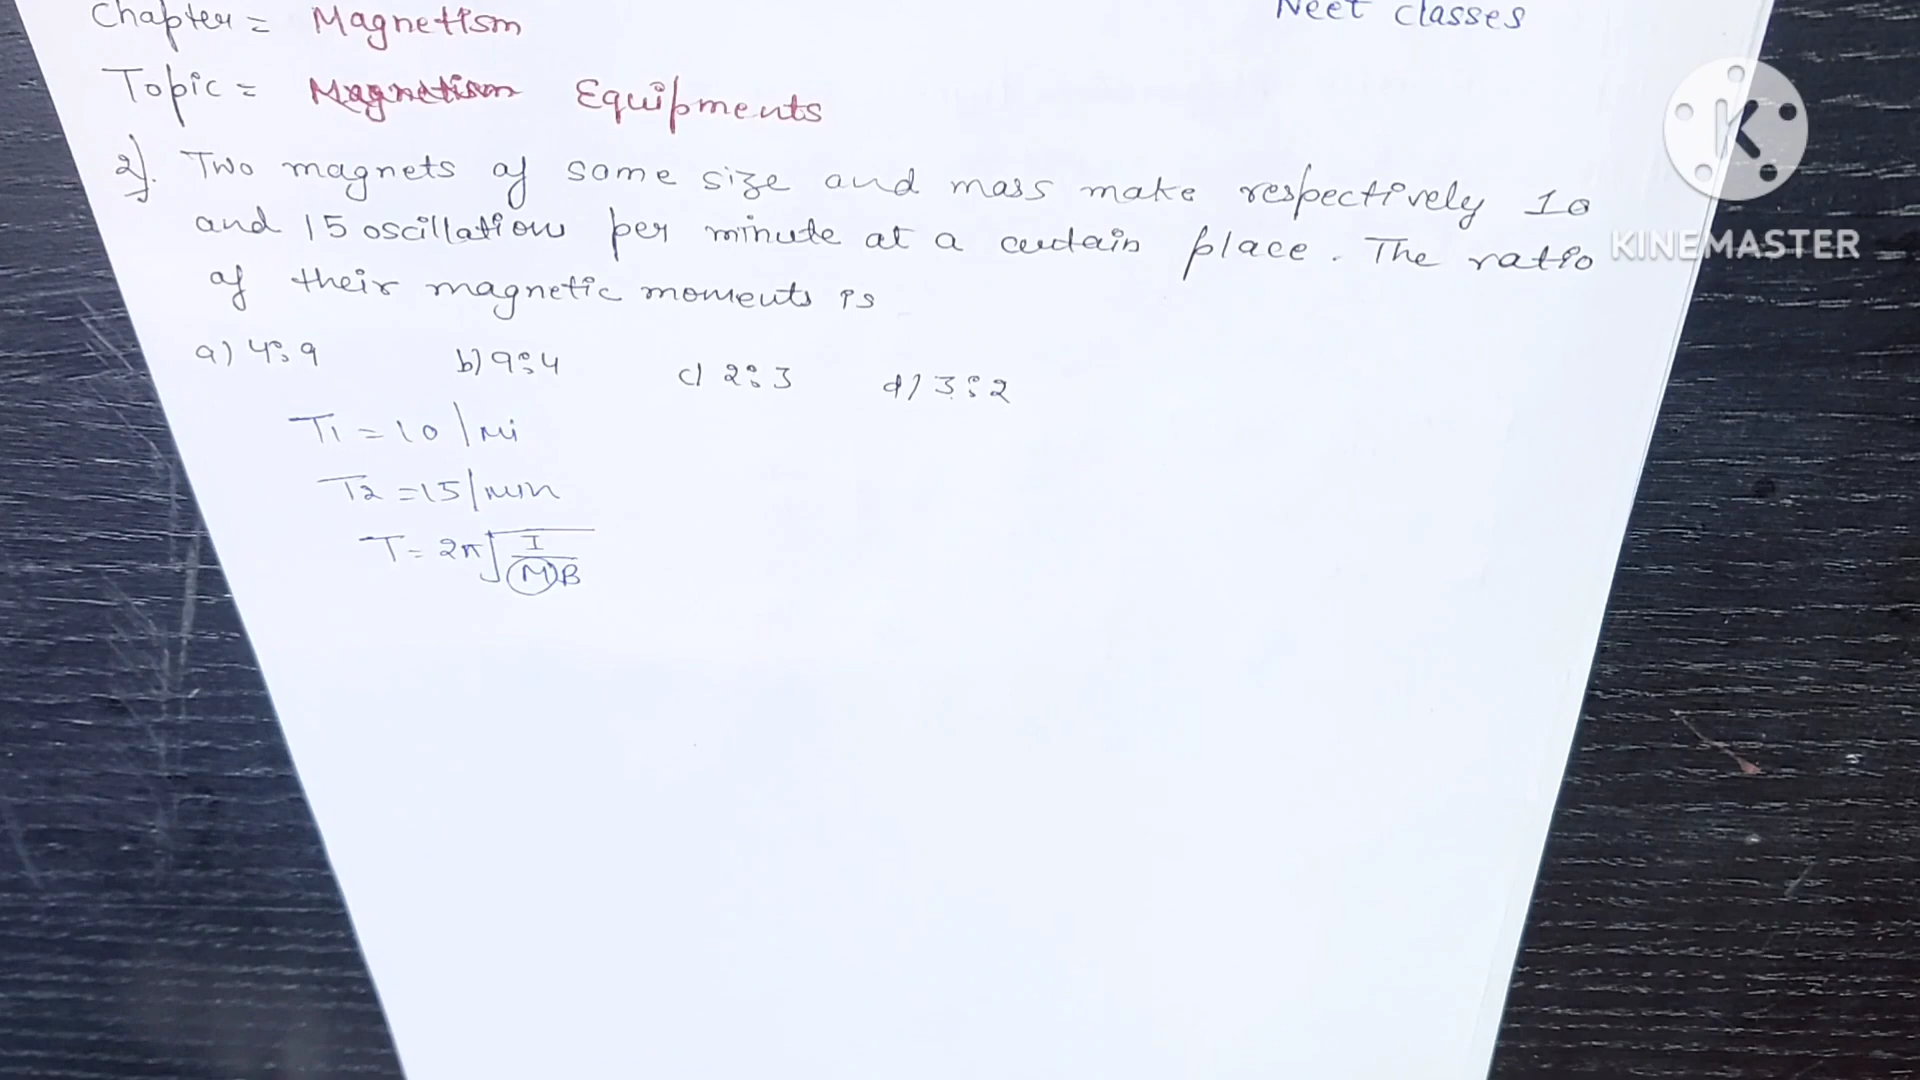 Chapter = Magnetism
Neet classes
Topic = Magnetism Equipments
2). Two magnets of same size and mass make respectively 10
and 15 oscillation per minute at a certain place. The ratio
of their magnetic moments is
a) 4:9 b) 9:4 c) 2:3 d) 3:2
T1 = 10 / Mi
T2 = 15 / min
T = 2π√I/MB
KINEMASTER